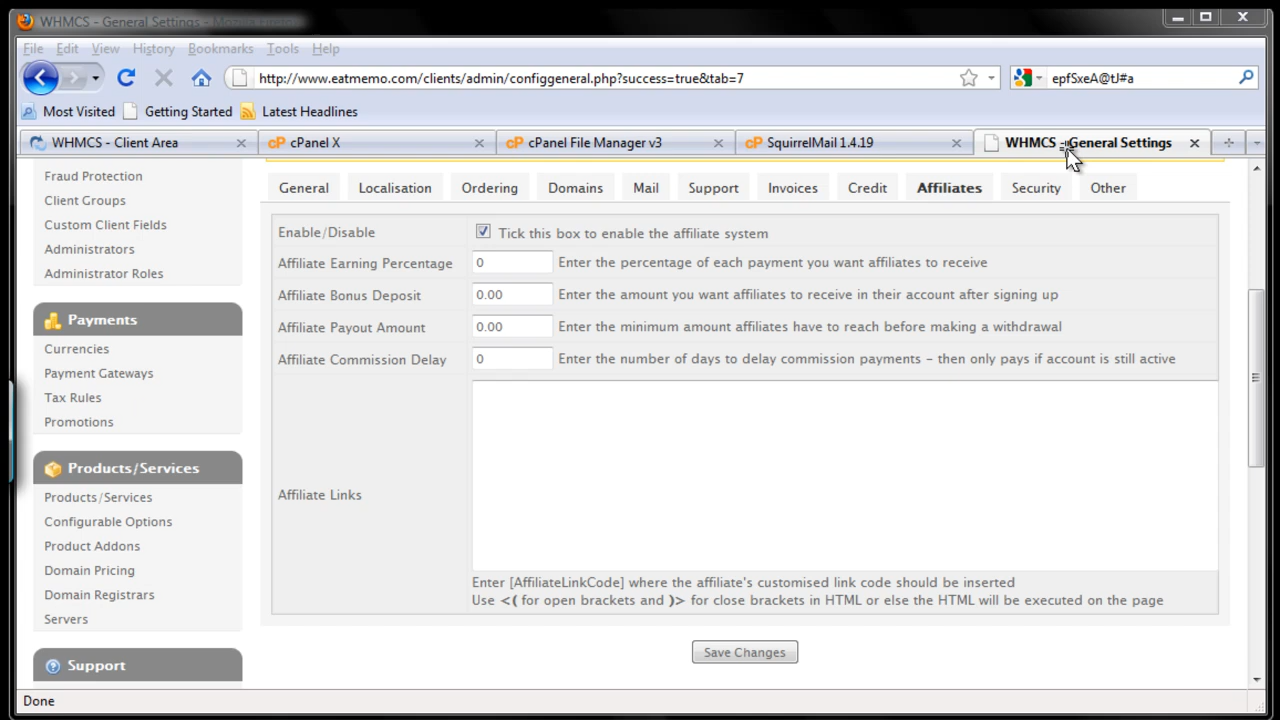 WHMCS - General Settings - Mozilla Firefox
File Edit View History Bookmarks Tools Help
http://www.eatmemo.com/clients/admin/configgeneral.php?success=true&tab=7
epfSxeA@tJ#a
Most Visited Getting Started Latest Headlines
WHMCS - Client Area
cP cPanel X
cP cPanel File Manager v3
cP SquirrelMail 1.4.19
WHMCS - General Settings
Fraud Protection
Client Groups
Custom Client Fields
Administrators
Administrator Roles
Payments
Currencies
Payment Gateways
Tax Rules
Promotions
Products/Services
Products/Services
Configurable Options
Product Addons
Domain Pricing
Domain Registrars
Servers
Support
General Localisation Ordering Domains Mail Support Invoices Credit Affiliates Security Other
Enable/Disable Tick this box to enable the affiliate system
Affiliate Earning Percentage 0 Enter the percentage of each payment you want affiliates to receive
Affiliate Bonus Deposit 0.00 Enter the amount you want affiliates to receive in their account after signing up
Affiliate Payout Amount 0.00 Enter the minimum amount affiliates have to reach before making a withdrawal
Affiliate Commission Delay 0 Enter the number of days to delay commission payments - then only pays if account is still active
Affiliate Links
Enter [AffiliateLinkCode] where the affiliate's customised link code should be inserted
Use <( for open brackets and )> for close brackets in HTML or else the HTML will be executed on the page
Save Changes
Done